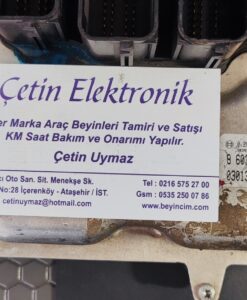 Çetin Elektronik
er Marka Araç Beyinleri Tamiri ve Satışı
KM Saat Bakım ve Onarımı Yapılır.
Çetin Uymaz
ı Oto San. Sit. Menekşe Sk.
No:28 İçerenköy - Ataşehir / İST.
cetinuymaz@hotmail.com
Tel : 0216 575 27 00
Gsm : 0535 250 07 86
www.beyincim.com
0301